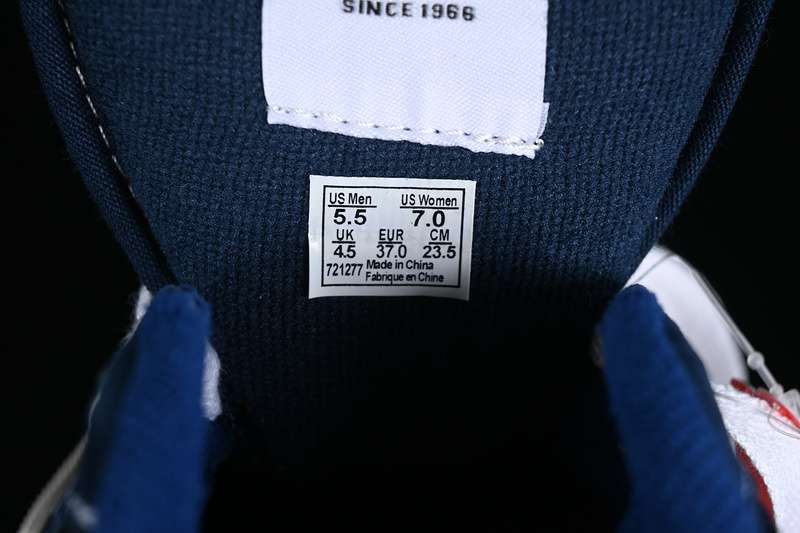 SINCE 1966
US Men US Women
5.5 7.0
UK EUR CM
4.5 37.0 23.5
721277 Made in China
Fabrique en Chine